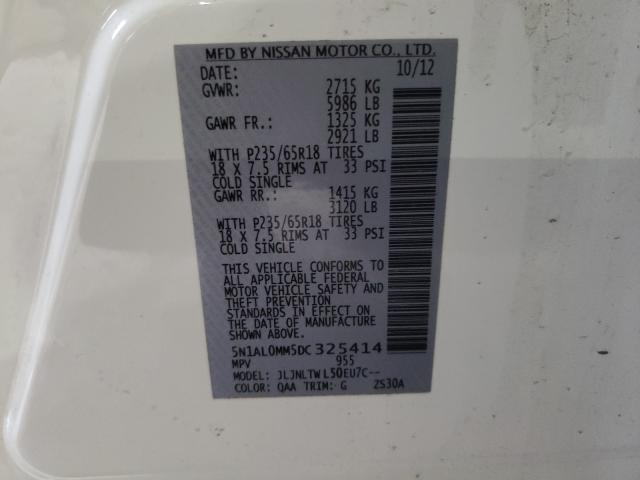 MFD BY NISSAN MOTOR CO., LTD.
DATE: 10/12
GVWR: 2715 KG
5986 LB
GAWR FR.: 1325 KG
2921 LB
WITH P235/65R18 TIRES
18 X 7.5 RIMS AT 33 PSI
COLD SINGLE
GAWR RR.: 1415 KG
3120 LB
WITH P235/65R18 TIRES
18 X 7.5 RIMS AT 33 PSI
COLD SINGLE
THIS VEHICLE CONFORMS TO
ALL APPLICABLE FEDERAL
MOTOR VEHICLE SAFETY AND
THEFT PREVENTION
STANDARDS IN EFFECT ON
THE DATE OF MANUFACTURE
SHOWN ABOVE.
5N1AL0MM5DC325414
MPV 955
MODEL: JLJNLTWL50EU7C--
COLOR: QAA TRIM: G ZS30A